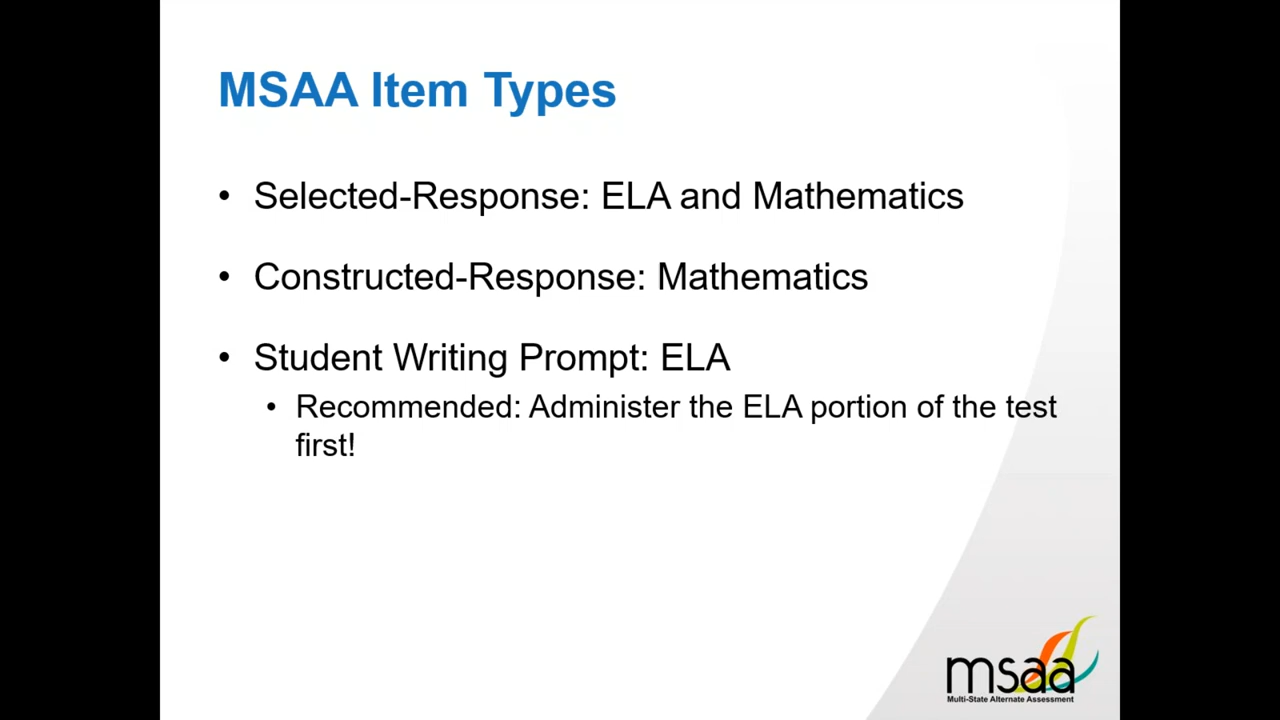 MSAA Item Types
• Selected-Response: ELA and Mathematics
• Constructed-Response: Mathematics
• Student Writing Prompt: ELA
• Recommended: Administer the ELA portion of the test
first!
msaa
Multi-State Alternate Assessment